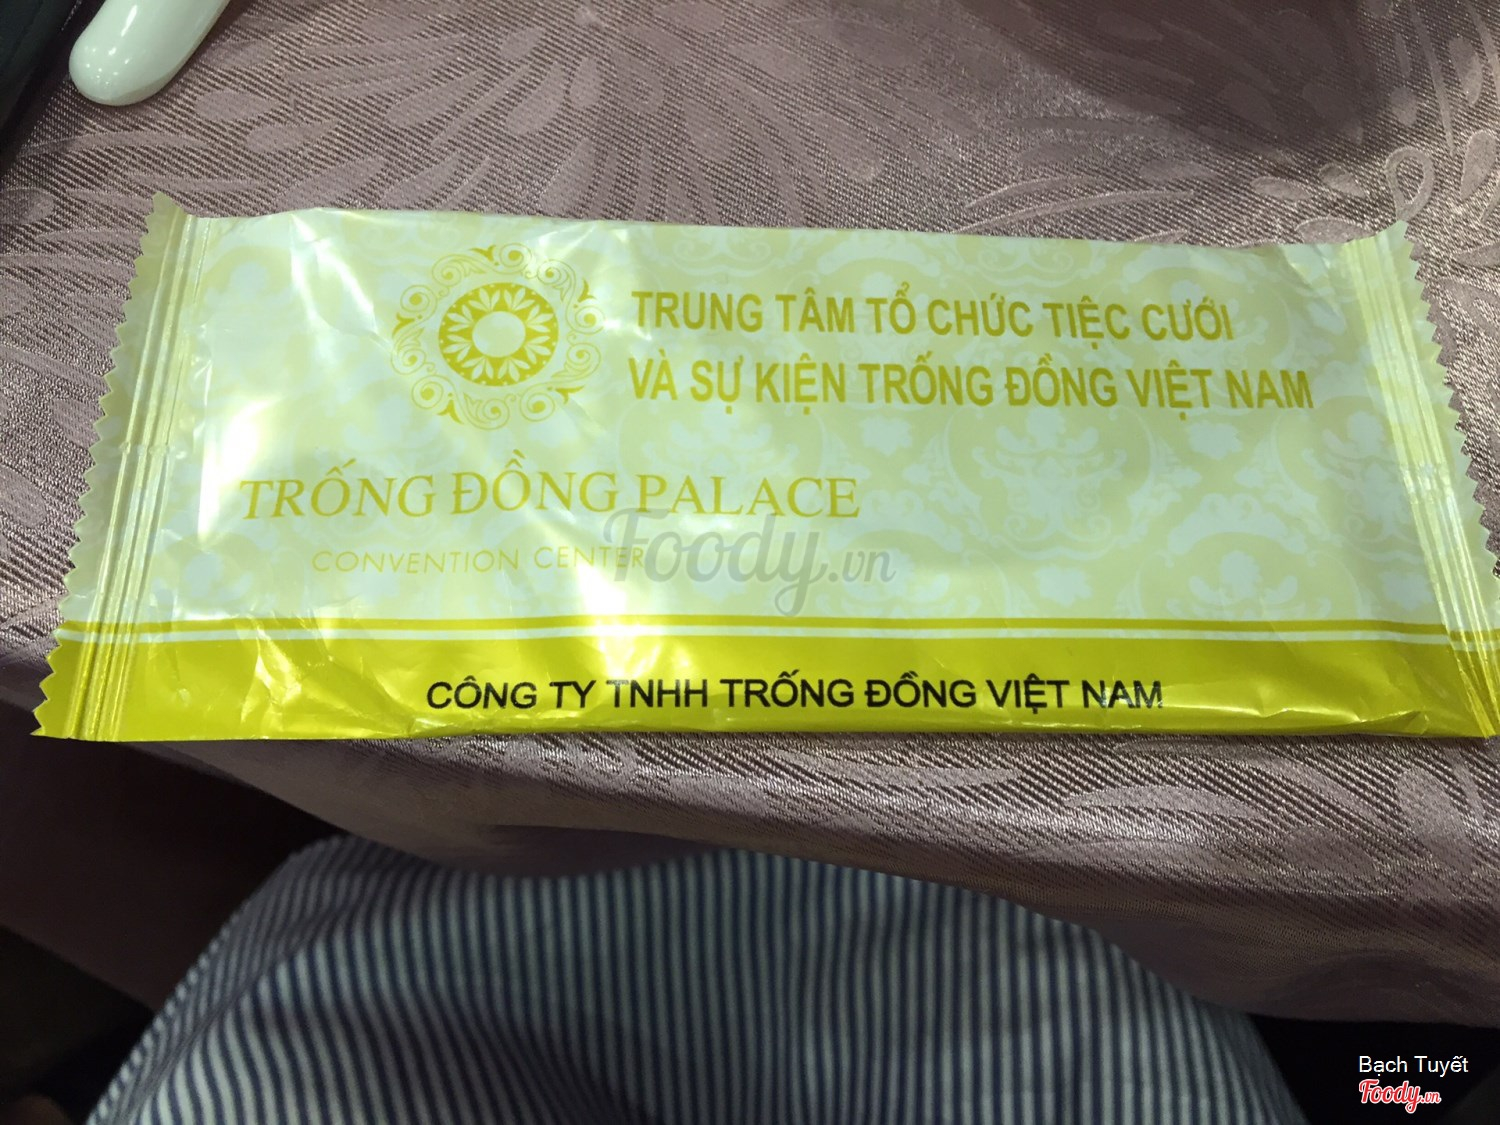 TRUNG TÂM TỔ CHỨC TIỆC CƯỚI
VÀ SỰ KIỆN TRỐNG ĐỒNG VIỆT NAM
TRỐNG ĐỒNG PALACE
CONVENTION CENTER
Foody.vn
CÔNG TY TNHH TRỐNG ĐỒNG VIỆT NAM
Bạch Tuyết
Foody.vn